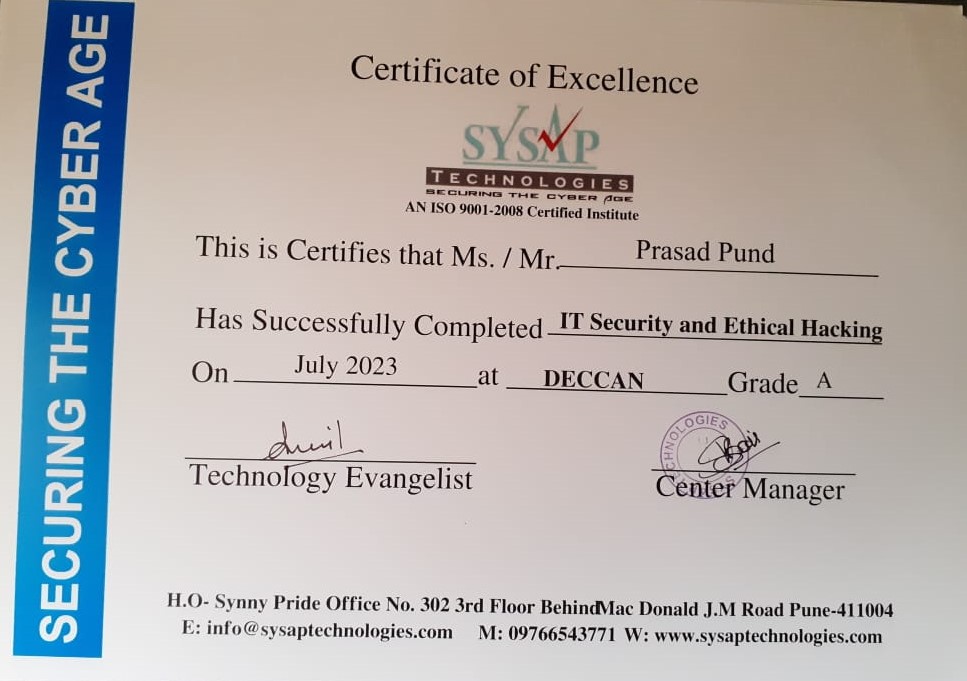 SECURING THE CYBER AGE
Certificate of Excellence
SYSAP
TECHNOLOGIES
SECURING THE CYBER AGE
AN ISO 9001-2008 Certified Institute
This is Certifies that Ms. / Mr. Prasad Pund
Has Successfully Completed IT Security and Ethical Hacking
On July 2023 at DECCAN Grade A
TECHNOLOGIES
Technology Evangelist
Center Manager
H.O- Synny Pride Office No. 302 3rd Floor BehindMac Donald J.M Road Pune-411004
E: info@sysaptechnologies.com M: 09766543771 W: www.sysaptechnologies.com